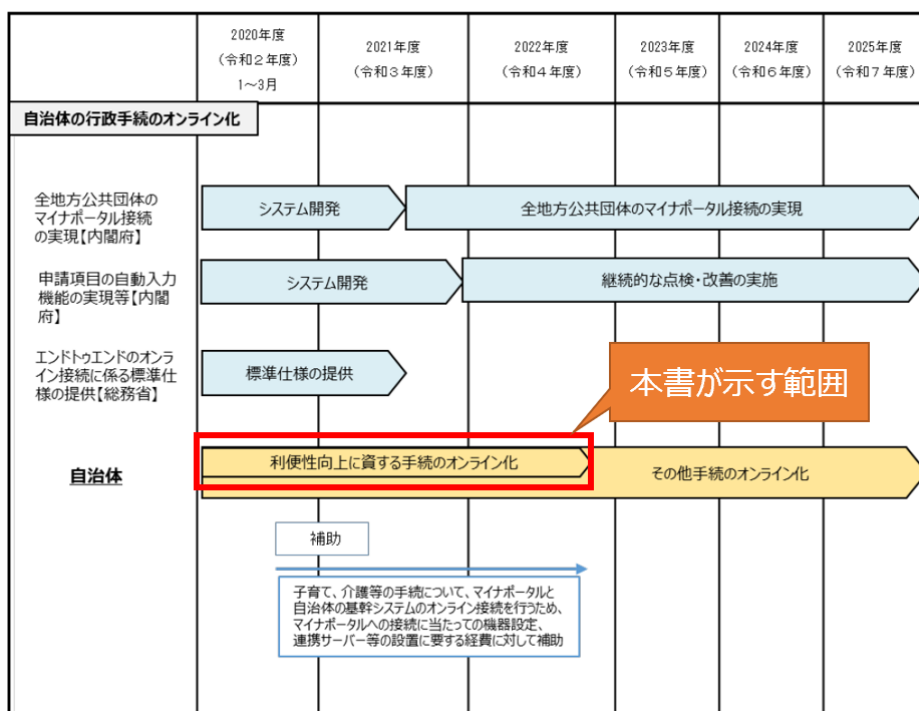 2020年度
（令和２年度）
1～3月
2021年度
（令和３年度）
2022年度
（令和４年度）
2023年度
（令和５年度）
2024年度
（令和６年度）
2025年度
（令和７年度）
自治体の行政手続のオンライン化
全地方公共団体の
マイナポータル接続
の実現【内閣府】
システム開発
全地方公共団体のマイナポータル接続の実現
申請項目の自動入力
機能の実現等【内閣
府】
システム開発
継続的な点検・改善の実施
エンドトゥエンドのオンラ
イン接続に係る標準仕
様の提供【総務省】
標準仕様の提供
本書が示す範囲
自治体
利便性向上に資する手続のオンライン化
その他手続のオンライン化
補助
子育て、介護等の手続について、マイナポータルと
自治体の基幹システムのオンライン接続を行うため、
マイナポータルへの接続に当たっての機器設定、
連携サーバー等の設置に要する経費に対して補助